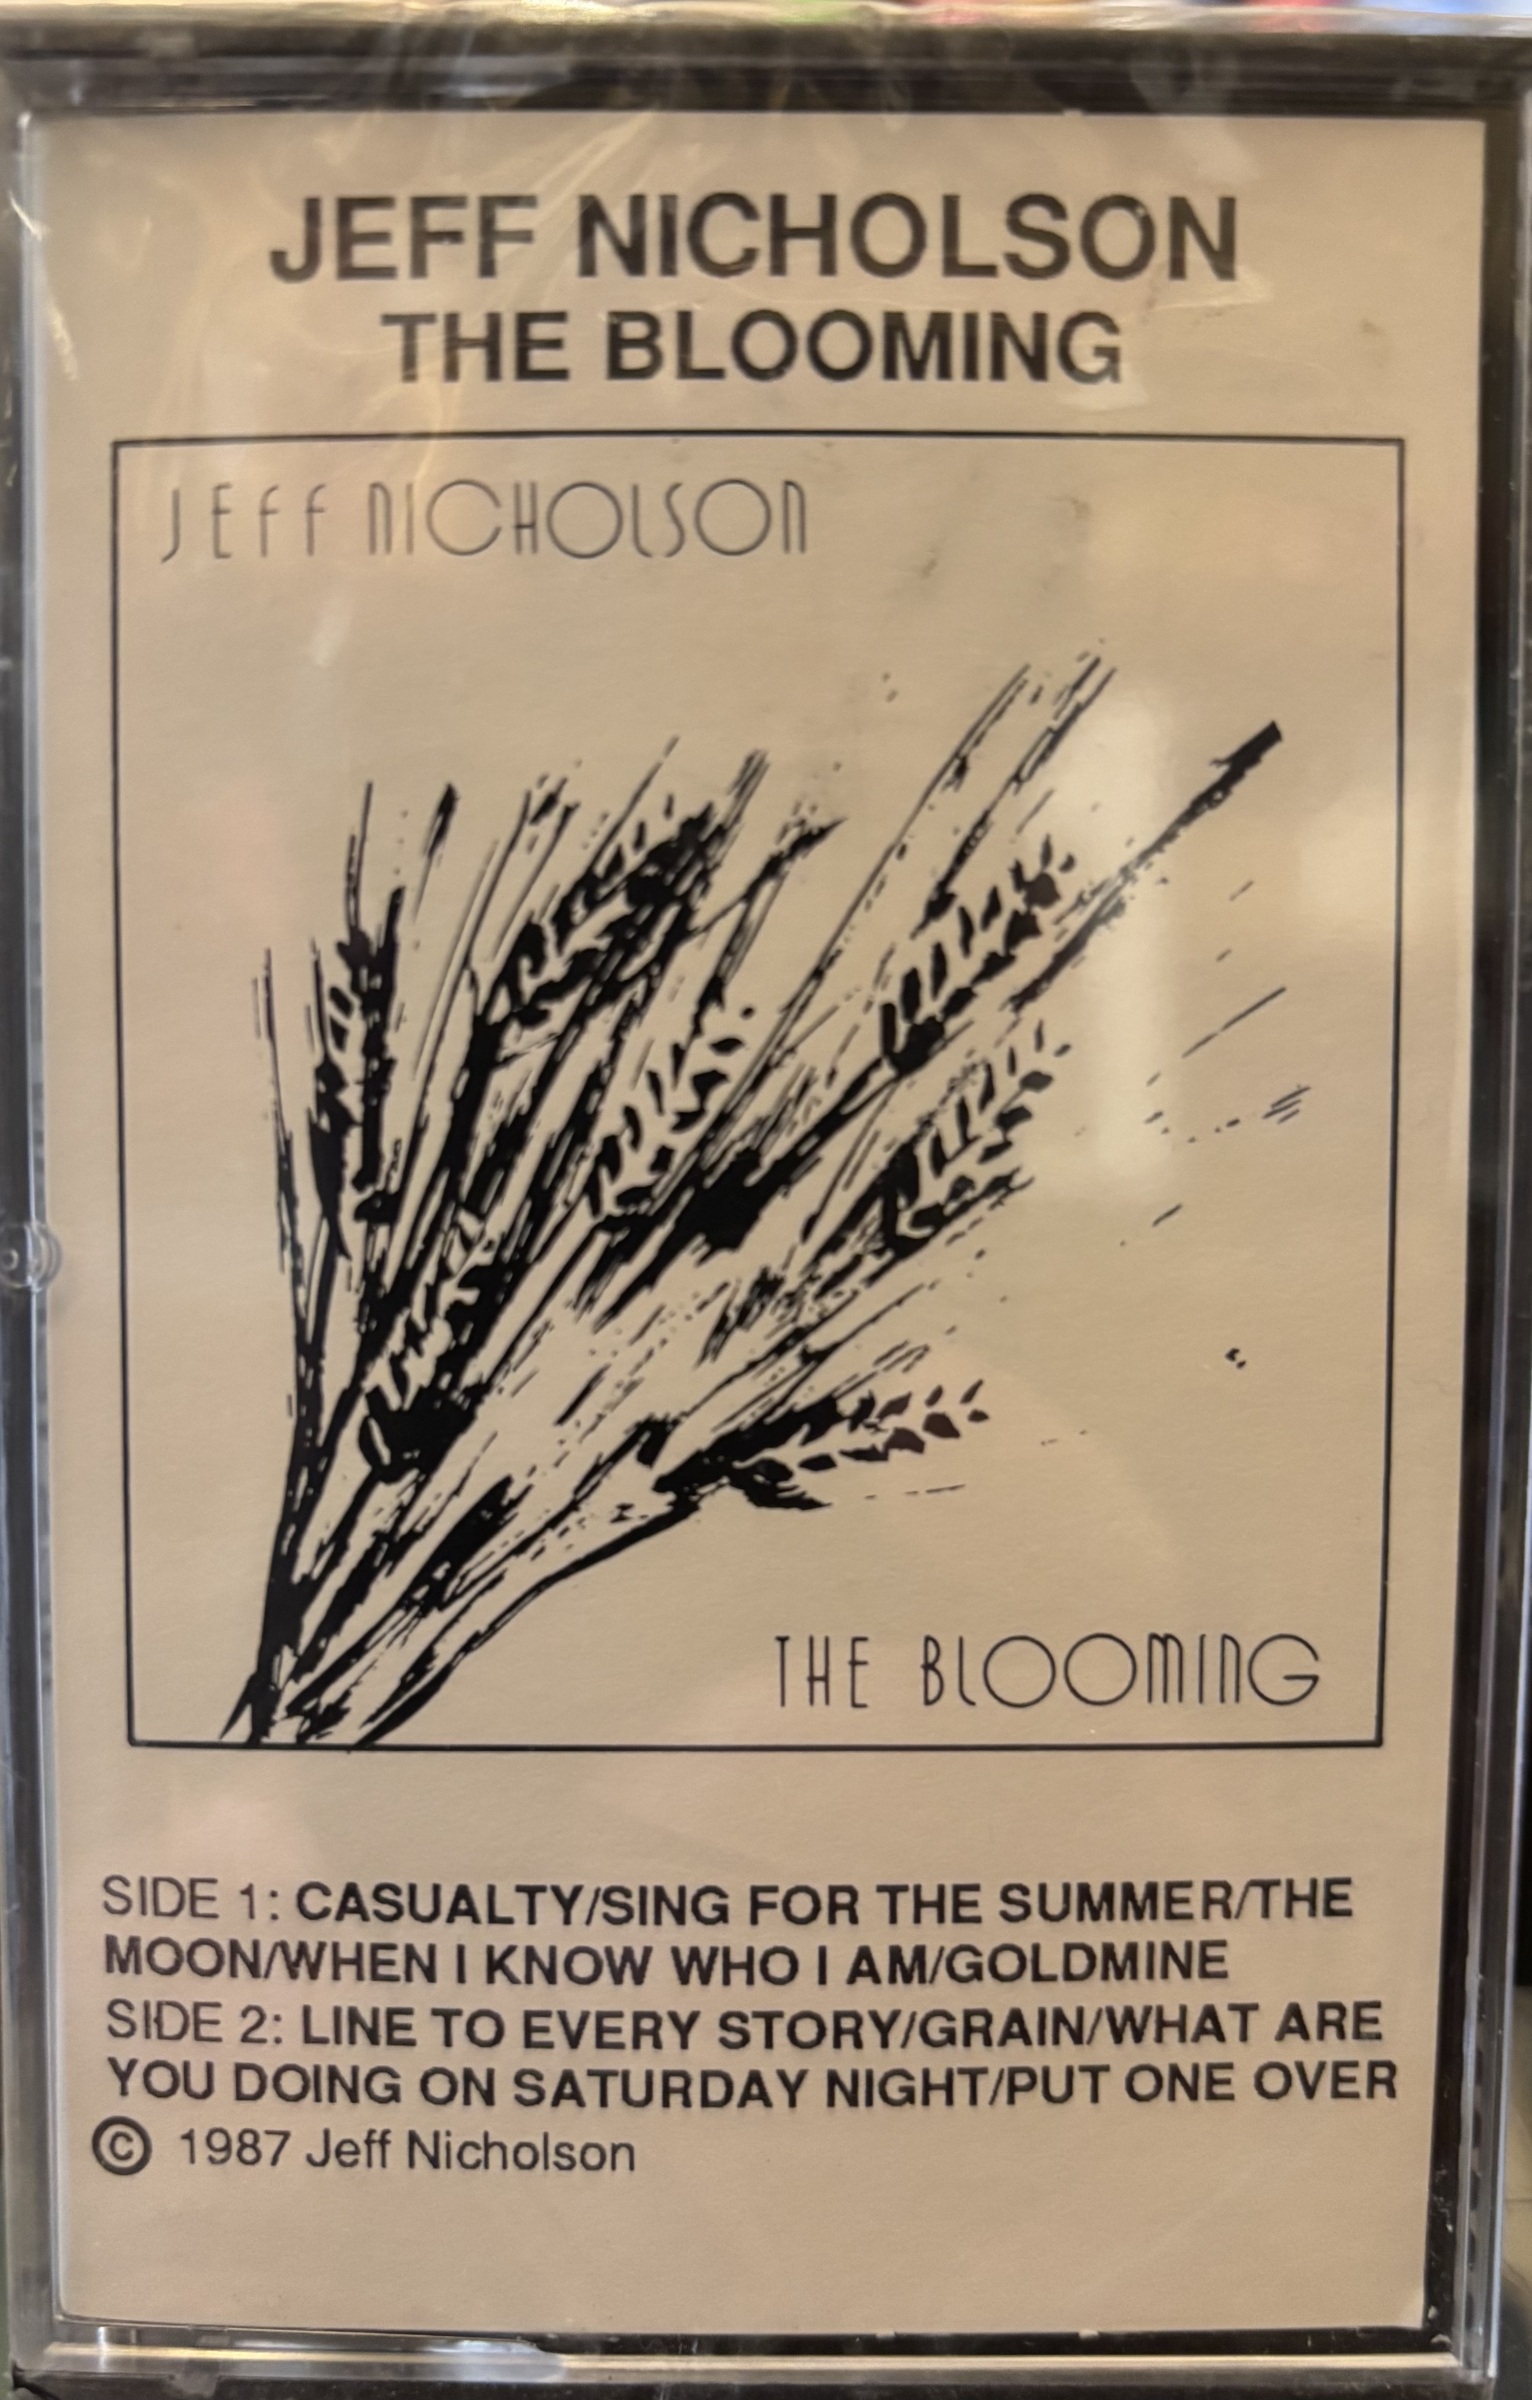 JEFF NICHOLSON
THE BLOOMING
JEFF NICHOLSON
THE BLOOMING
SIDE 1: CASUALTY/SING FOR THE SUMMER/THE
MOON/WHEN I KNOW WHO I AM/GOLDMINE
SIDE 2: LINE TO EVERY STORY/GRAIN/WHAT ARE
YOU DOING ON SATURDAY NIGHT/PUT ONE OVER
© 1987 Jeff Nicholson